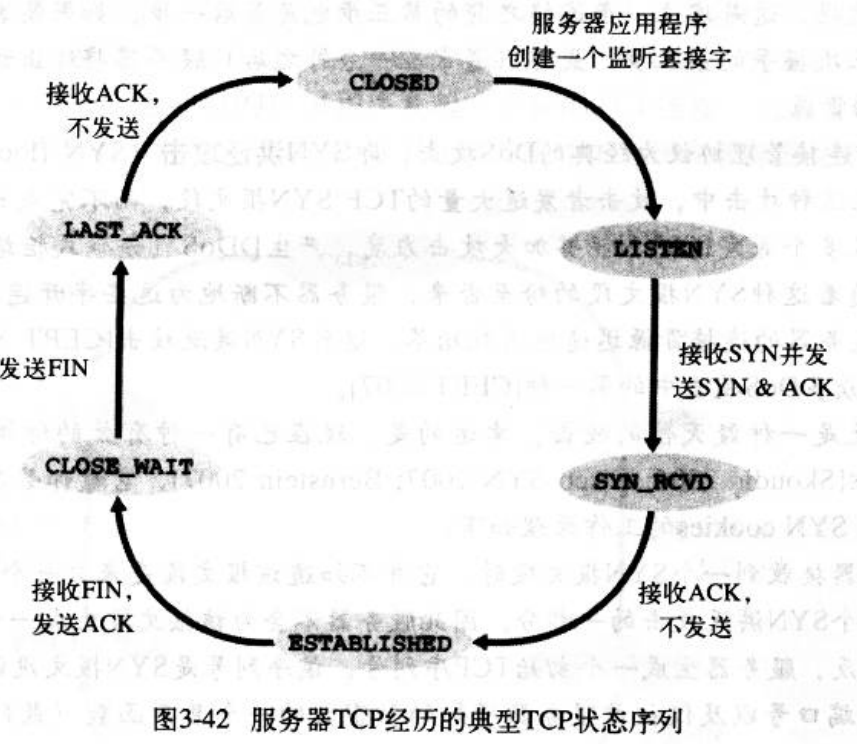 服务器应用程序
创建一个监听套接字
CLOSED
接收ACK，
不发送
LAST_ACK
LISTEN
发送FIN
接收SYN并发
送SYN & ACK
CLOSE_WAIT
SYN_RCVD
接收FIN，
发送ACK
接收ACK，
不发送
ESTABLISHED
图3-42 服务器TCP经历的典型TCP状态序列